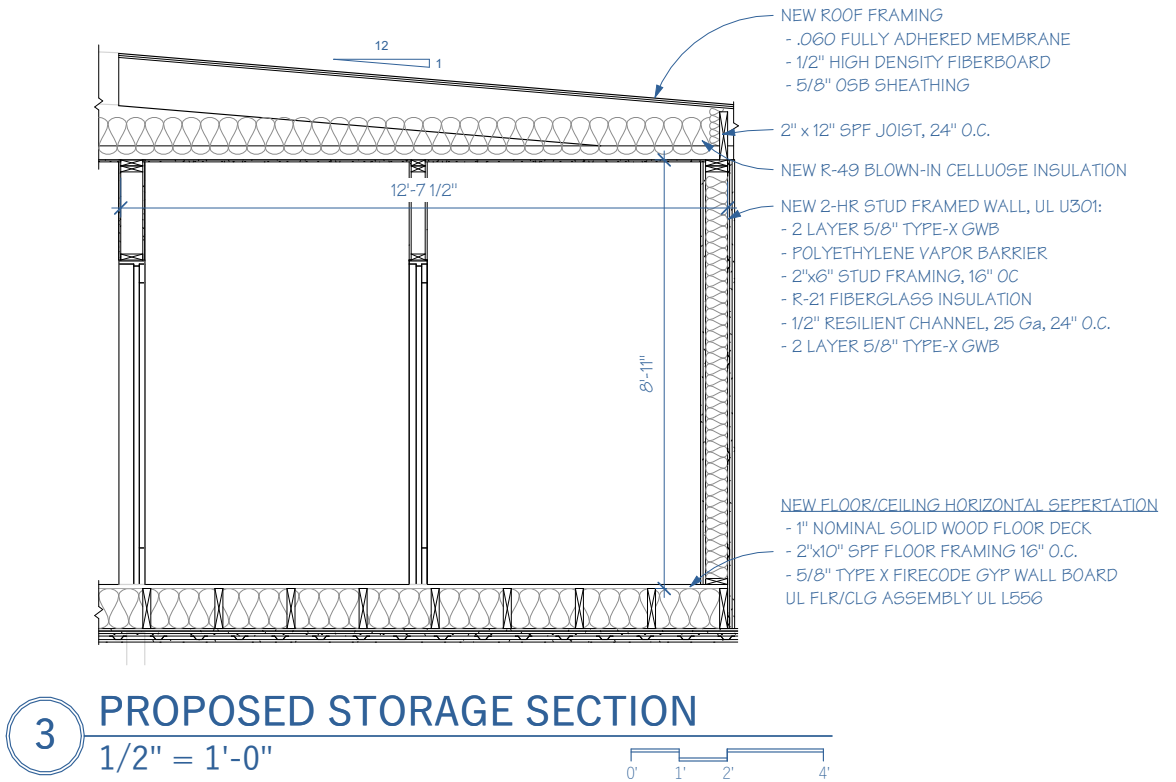 NEW ROOF FRAMING
- .060 FULLY ADHERED MEMBRANE
- 1/2" HIGH DENSITY FIBERBOARD
- 5/8" OSB SHEATHING
12
1
2" x 12" SPF JOIST, 24" O.C.
NEW R-49 BLOWN-IN CELLUOSE INSULATION
12'-7 1/2"
NEW 2-HR STUD FRAMED WALL, UL U301:
- 2 LAYER 5/8" TYPE-X GWB
- POLYETHYLENE VAPOR BARRIER
- 2"x6" STUD FRAMING, 16" OC
- R-21 FIBERGLASS INSULATION
- 1/2" RESILIENT CHANNEL, 25 Ga, 24" O.C.
- 2 LAYER 5/8" TYPE-X GWB
8'-11"
NEW FLOOR/CEILING HORIZONTAL SEPERTATION
- 1" NOMINAL SOLID WOOD FLOOR DECK
- 2"x10" SPF FLOOR FRAMING 16" O.C.
- 5/8" TYPE X FIRECODE GYP WALL BOARD
UL FLR/CLG ASSEMBLY UL L556
3
PROPOSED STORAGE SECTION
1/2" = 1'-0"
0' 1' 2' 4'